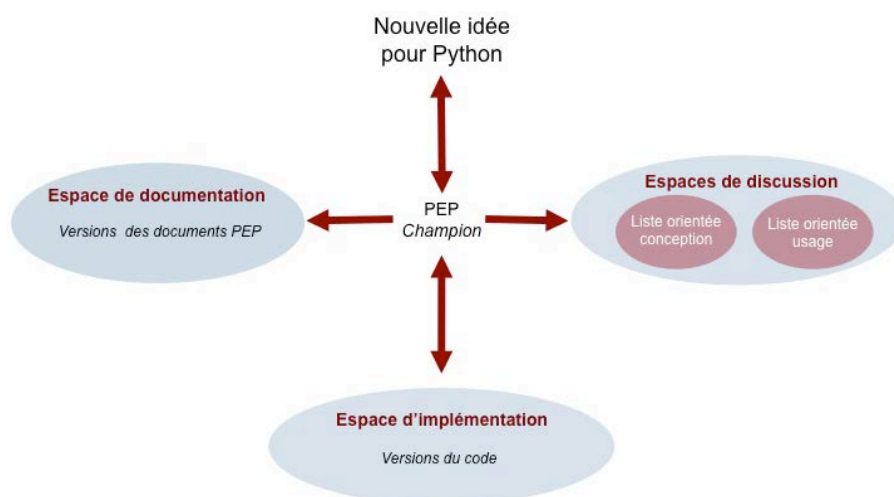 Nouvelle idée
pour Python
Espace de documentation
Versions des documents PEP
PEP
Champion
Espaces de discussion
Liste orientée
conception
Liste orientée
usage
Espace d'implémentation
Versions du code